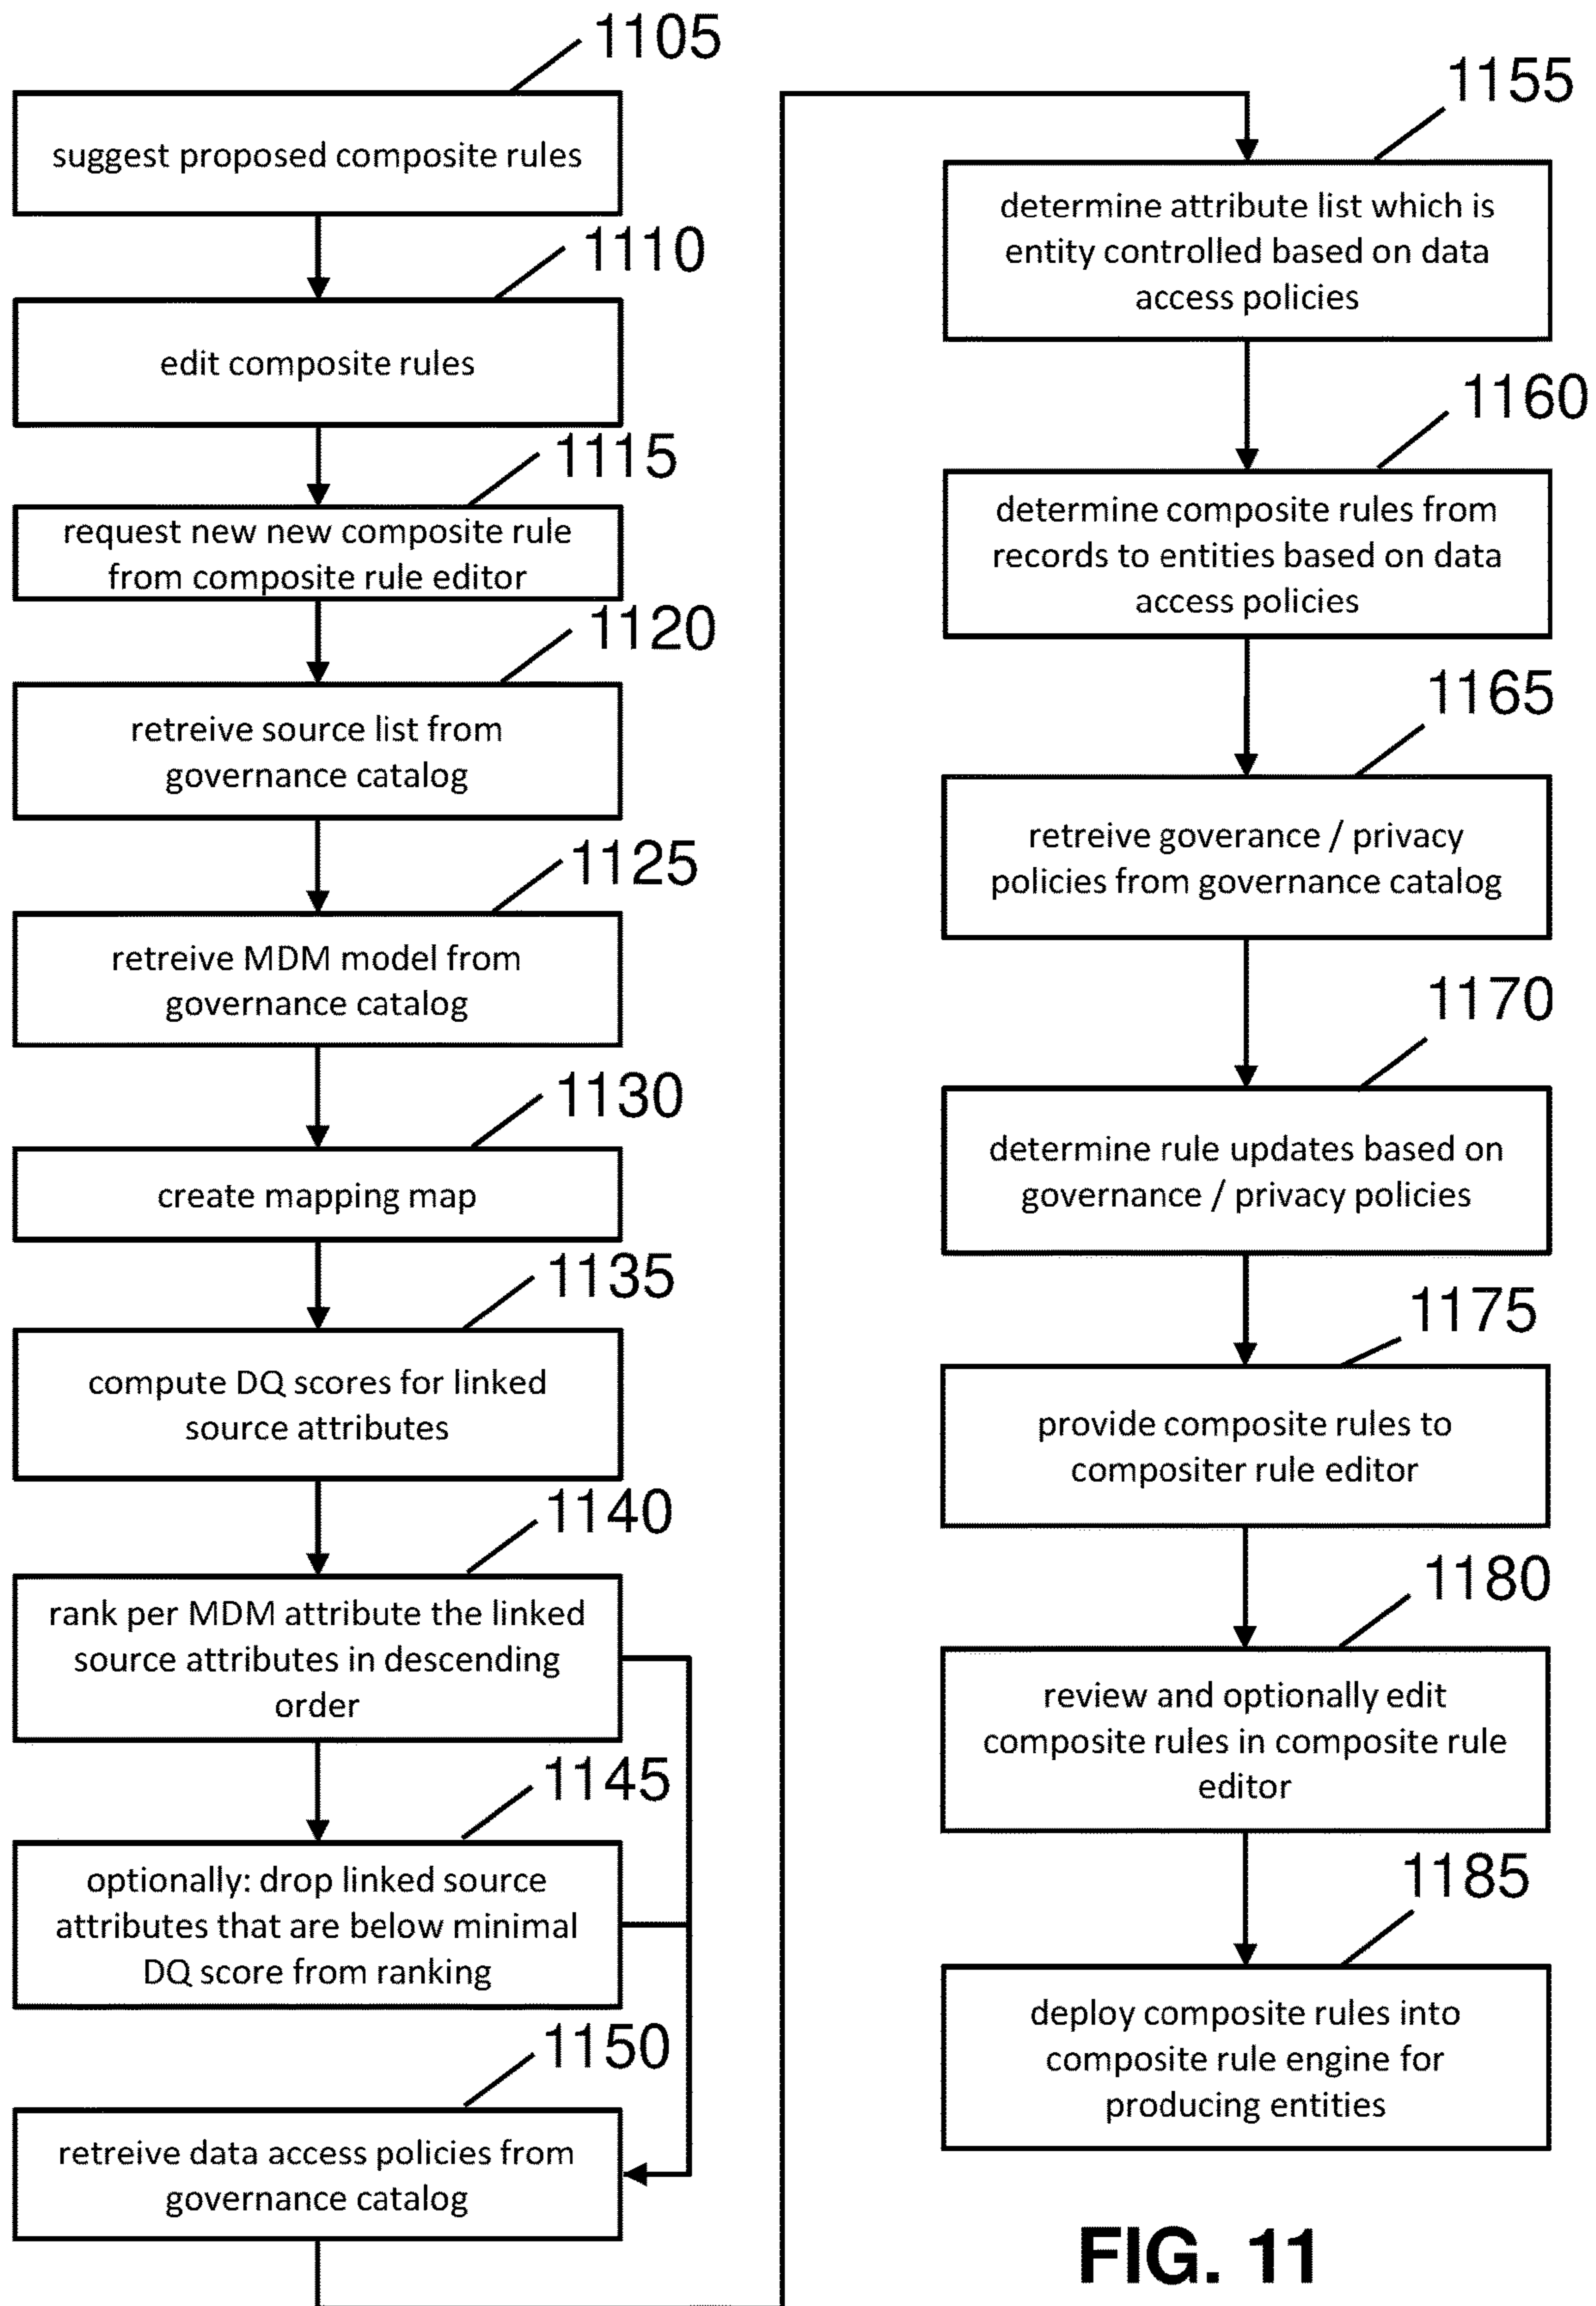 1105
suggest proposed composite rules
1110
edit composite rules
1115
request new new composite rule
from composite rule editor
1120
retreive source list from
governance catalog
1125
retreive MDM model from
governance catalog
1130
create mapping map
1135
compute DQ scores for linked
source attributes
1140
rank per MDM attribute the linked
source attributes in descending
order
1145
optionally: drop linked source
attributes that are below minimal
DQ score from ranking
1150
retreive data access policies from
governance catalog
1155
determine attribute list which is
entity controlled based on data
access policies
1160
determine composite rules from
records to entities based on data
access policies
1165
retreive goverance / privacy
policies from governance catalog
1170
determine rule updates based on
governance / privacy policies
1175
provide composite rules to
compositer rule editor
1180
review and optionally edit
composite rules in composite rule
editor
1185
deploy composite rules into
composite rule engine for
producing entities
FIG. 11